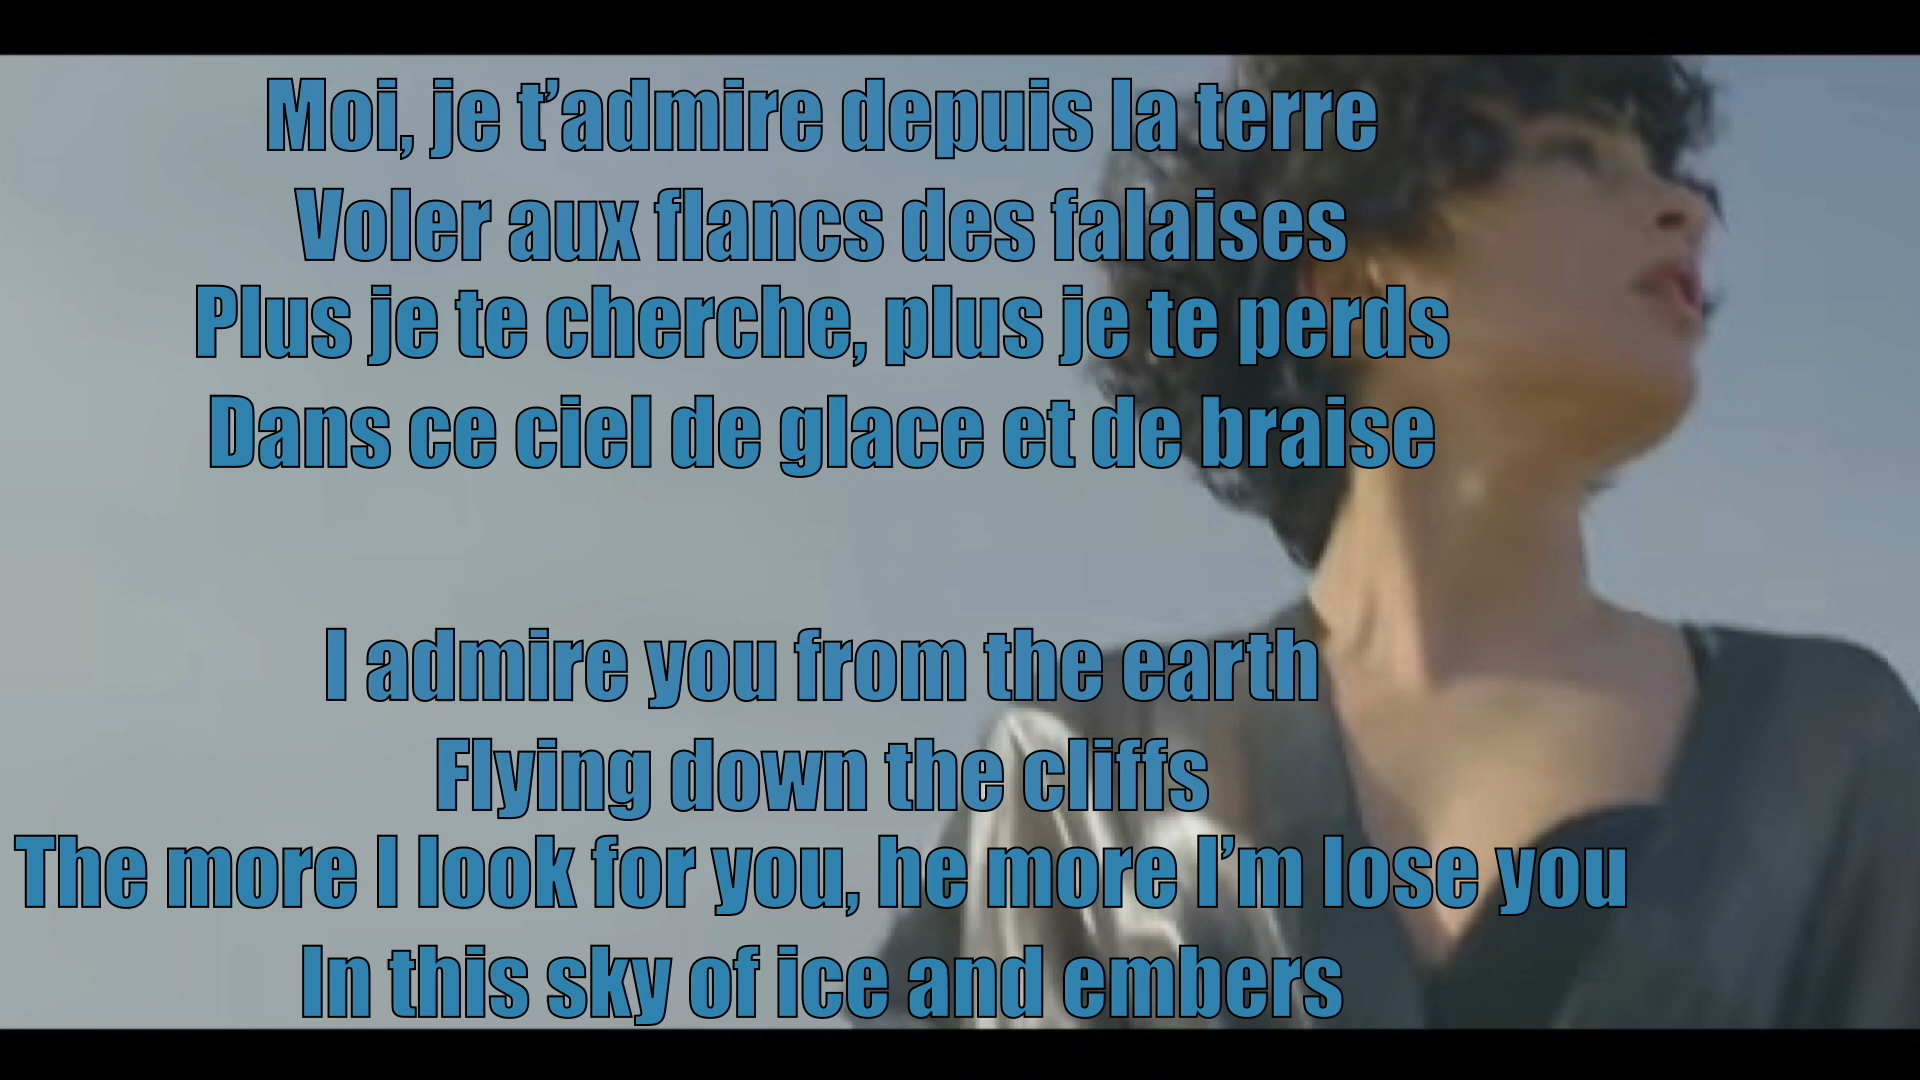 Moi, je t’admire depuis la terre
Voler aux flancs des falaises
Plus je te cherche, plus je te perds
Dans ce ciel de glace et de braise
I admire you from the earth
Flying down the cliffs
The more I look for you, he more I’m lose you
In this sky of ice and embers